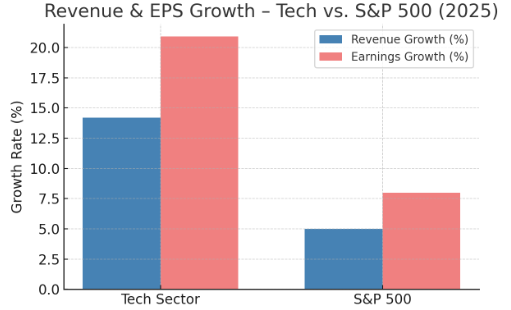 Revenue & EPS Growth – Tech vs. S&P 500 (2025)
Revenue Growth (%)
Earnings Growth (%)
Growth Rate (%)
20.0
17.5
15.0
12.5
10.0
7.5
5.0
2.5
0.0
Tech Sector
S&P 500